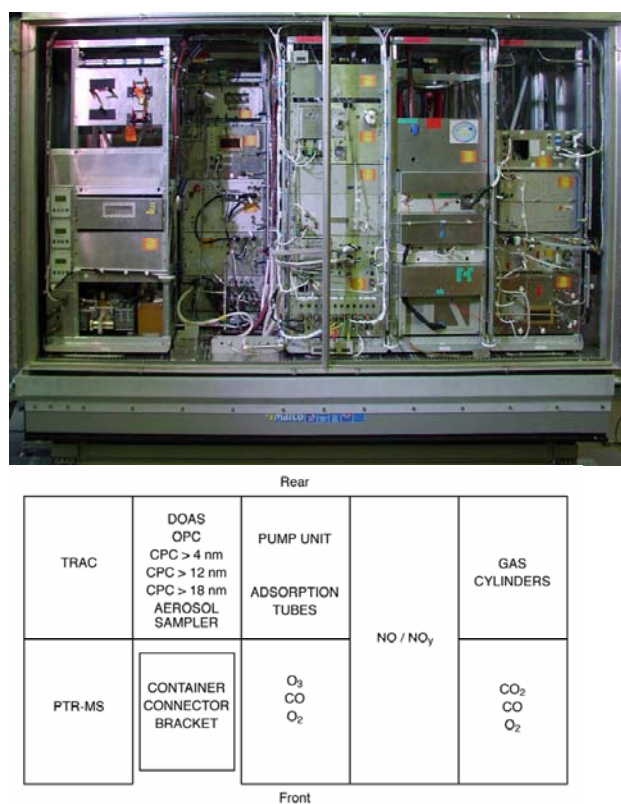 Rear
TRAC
DOAS
OPC
CPC > 4 nm
CPC > 12 nm
CPC > 18 nm
AEROSOL
SAMPLER
PUMP UNIT
ADSORPTION
TUBES
NO / NOy
GAS
CYLINDERS
PTR-MS
CONTAINER
CONNECTOR
BRACKET
O3
CO
O2
CO2
CO
O2
Front